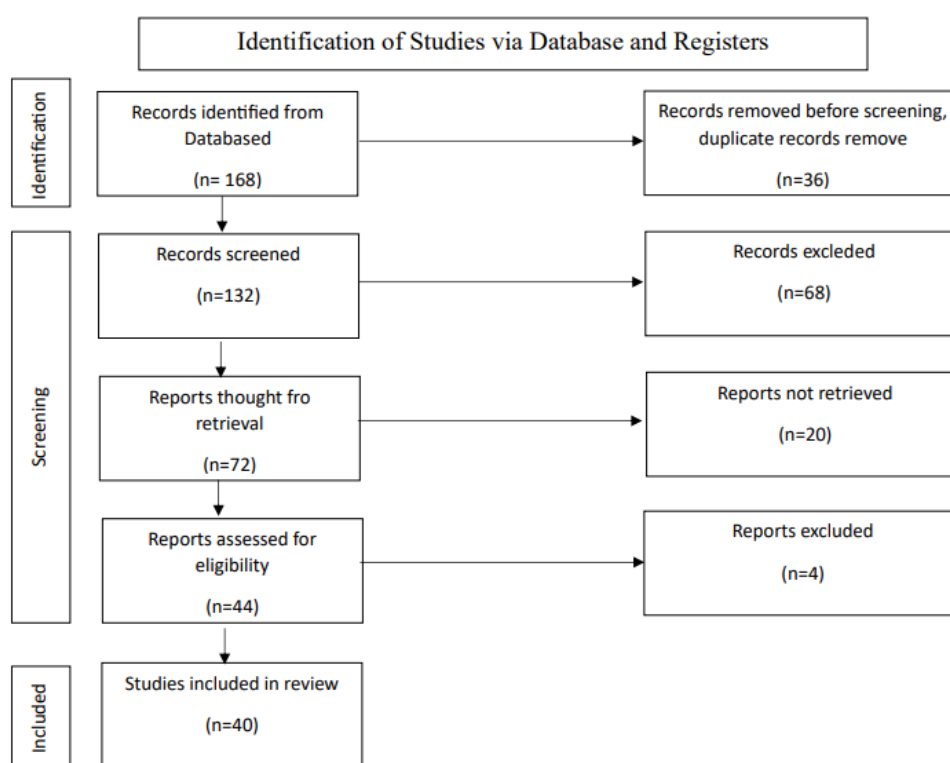 Identification of Studies via Database and Registers
Identification
Records identified from
Databased
(n= 168)
Records removed before screening,
duplicate records remove
(n=36)
Screening
Records screened
(n=132)
Records excleded
(n=68)
Reports thought fro
retrieval
(n=72)
Reports not retrieved
(n=20)
Reports assessed for
eligibility
(n=44)
Reports excluded
(n=4)
Included
Studies included in review
(n=40)